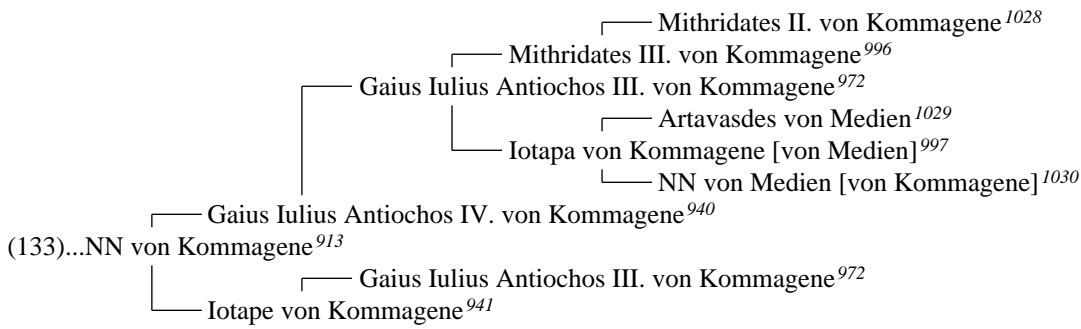 Mithridates II. von Kommagene1028
Mithridates III. von Kommagene996
Gaius Iulius Antiochos III. von Kommagene972
Artavasdes von Medien1029
Iotapa von Kommagene [von Medien]997
NN von Medien [von Kommagene]1030
Gaius Iulius Antiochos IV. von Kommagene940
(133)...NN von Kommagene913
Gaius Iulius Antiochos III. von Kommagene972
Iotape von Kommagene941